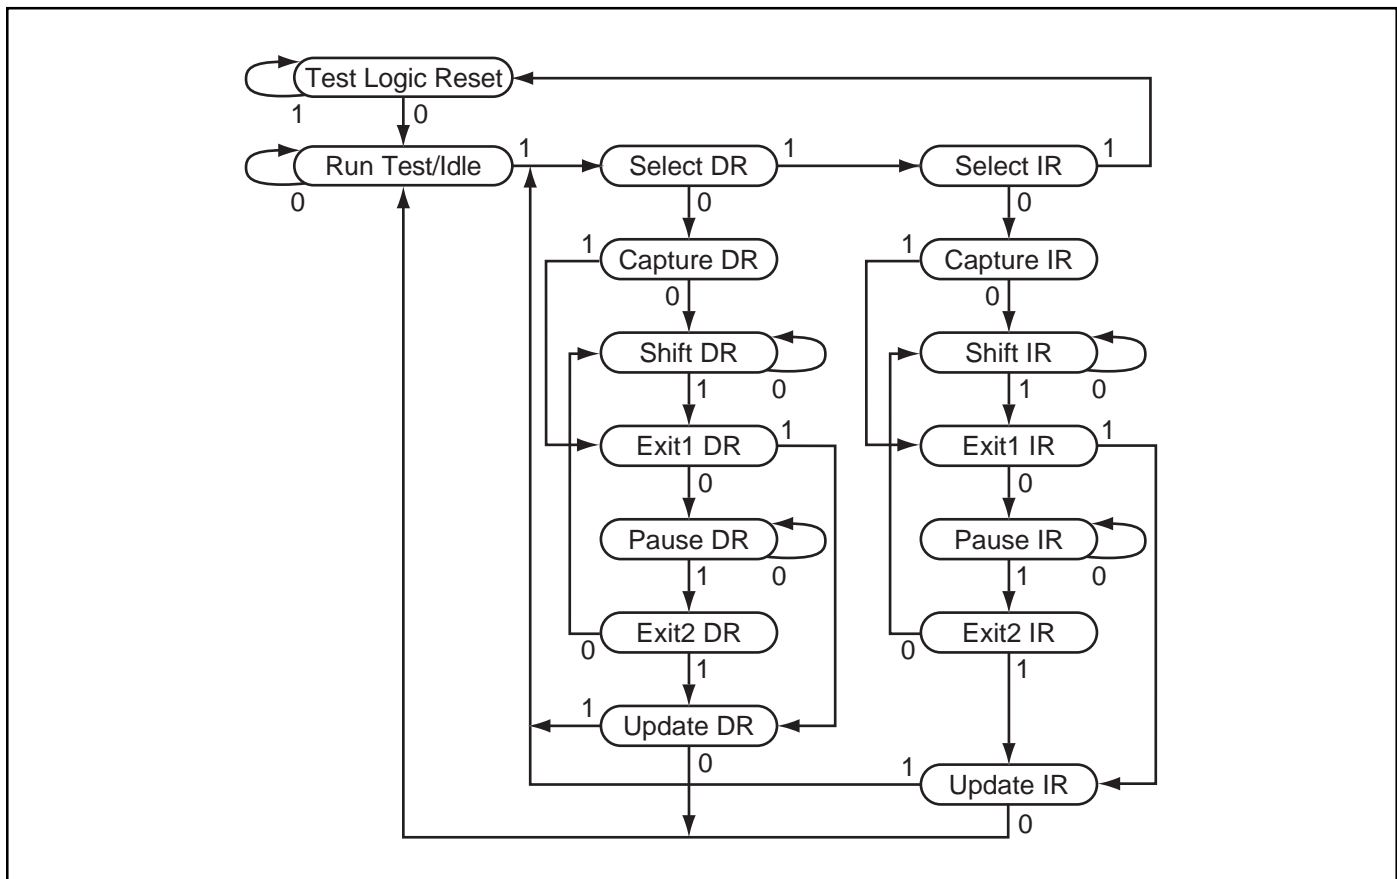 Test Logic Reset
1
0
Run Test/Idle
1
Select DR
1
Select IR
1
0
0
0
1
Capture DR
1
Capture IR
0
0
Shift DR
Shift IR
1
0
1
0
Exit1 DR
1
Exit1 IR
1
0
0
Pause DR
Pause IR
1
0
1
0
Exit2 DR
Exit2 IR
0
1
0
1
1
Update DR
0
1
Update IR
0